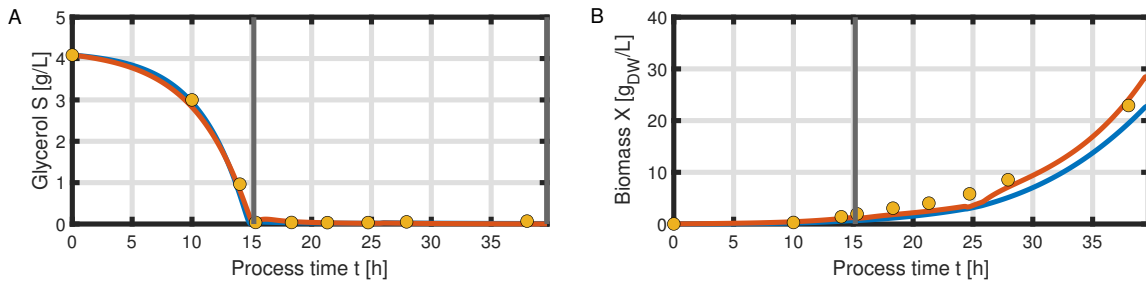 A
Glycerol S [g/L]
5
4
3
2
1
0
0 5 10 15 20 25 30 35
Process time t [h]
B
Biomass X [gDW/L]
40
30
20
10
0
0 5 10 15 20 25 30 35
Process time t [h]